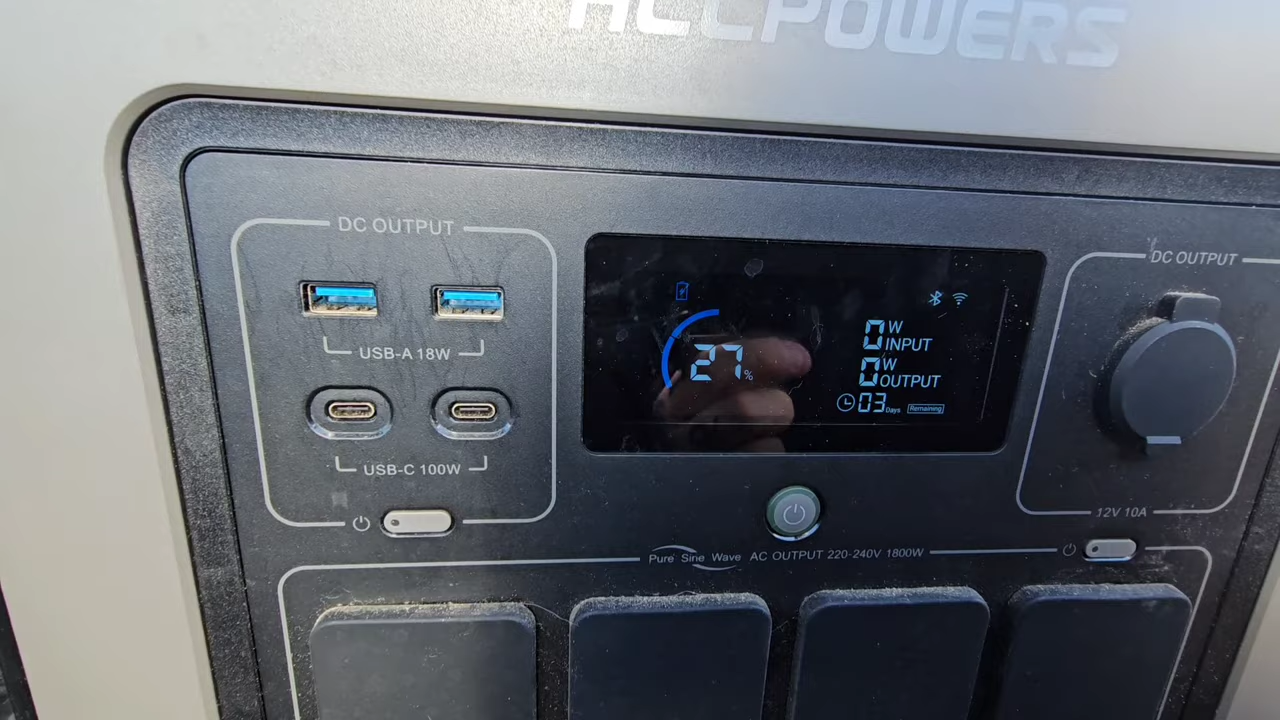 ALLPOWERS
DC OUTPUT
USB-A 18W
USB-C 100W
27%
0W
INPUT
0W
OUTPUT
03 Days Remaining
DC OUTPUT
12V 10A
Pure Sine Wave AC OUTPUT 220-240V 1800W